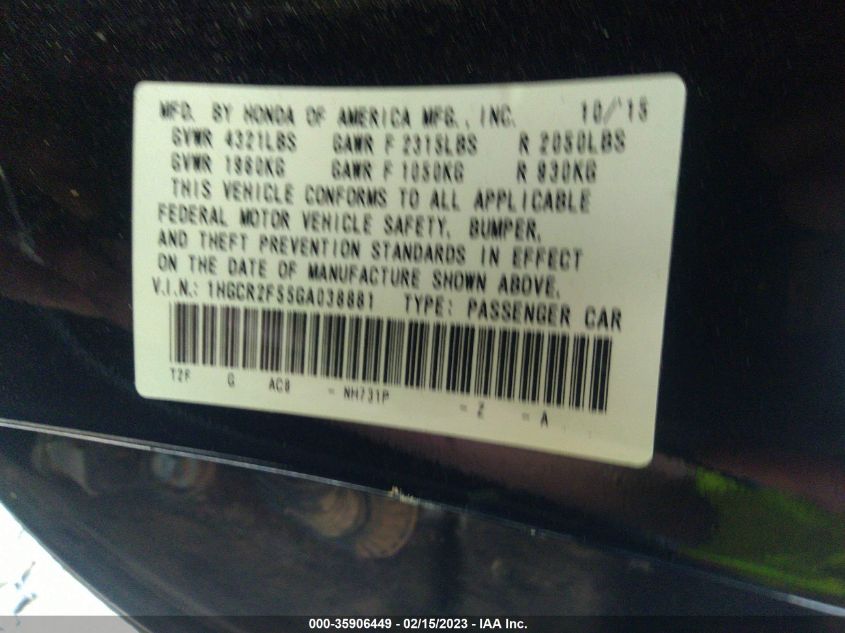 MFD. BY HONDA OF AMERICA MFG., INC. 10/15
GVWR 4321LBS GAWR F 2315LBS R 2050LBS
GVWR 1960KG GAWR F 1050KG R 930KG
THIS VEHICLE CONFORMS TO ALL APPLICABLE
FEDERAL MOTOR VEHICLE SAFETY, BUMPER,
AND THEFT PREVENTION STANDARDS IN EFFECT
ON THE DATE OF MANUFACTURE SHOWN ABOVE.
V.I.N.: 1HGCR2F55GA038881 TYPE: PASSENGER CAR
T2F G AC0 - NH731P - Z - A
000-35906449 - 02/15/2023 - IAA Inc.